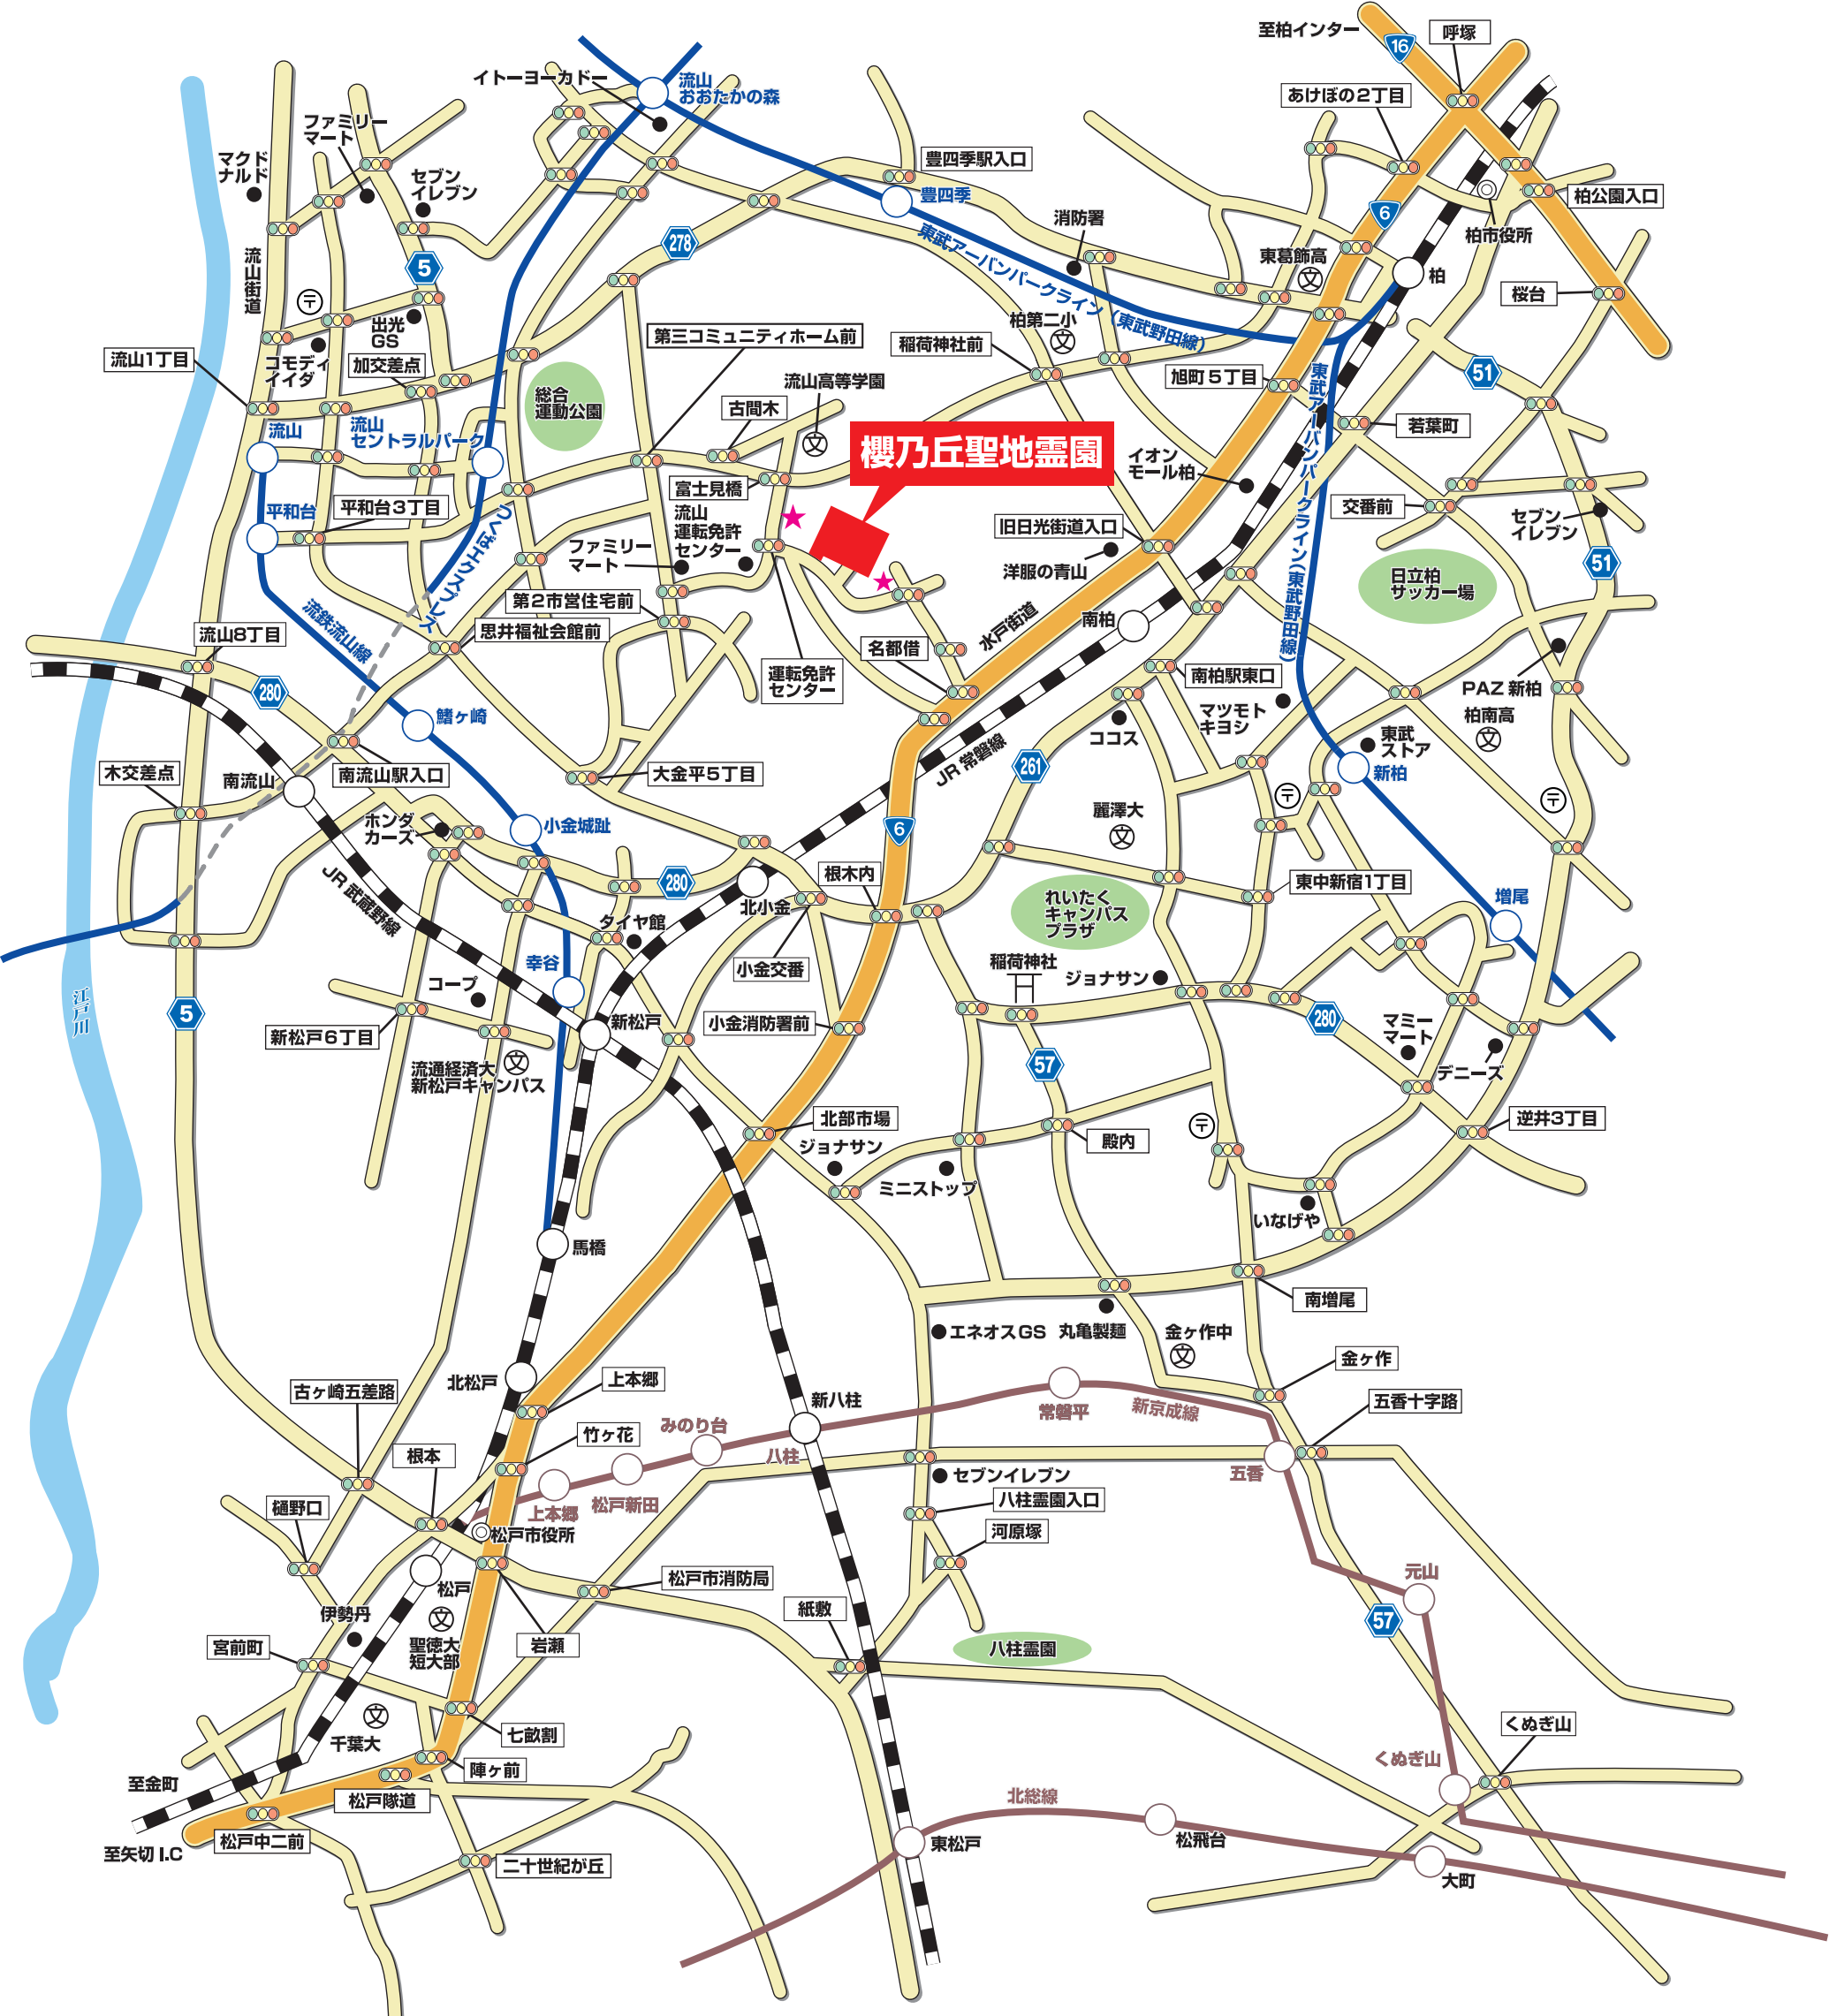 至柏インター
16
呼塚
イトーヨーカドー
流山
おおたかの森
あけぼの2丁目
ファミリー
マート
マクド
ナルド
セブン
イレブン
豊四季駅入口
豊四季
柏公園入口
消防署
6
柏市役所
東武アーバンパークライン(東武野田線)
278
東葛飾高
文
柏
流山街道
5
〒
桜台
出光
GS
柏第二小
文
第三コミュニティホーム前
稲荷神社前
流山1丁目
コモディ
イイダ
加交差点
旭町5丁目
51
総合
運動公園
流山高等学園
文
古間木
東武アーバンパークライン(東武野田線)
若葉町
流山
流山
セントラルパーク
櫻乃丘聖地霊園
イオン
モール柏
富士見橋
平和台
平和台3丁目
流山
運転免許
センター
旧日光街道入口
交番前
セブン
イレブン
つくばエクスプレス
ファミリー
マート
洋服の青山
日立柏
サッカー場
51
第2市営住宅前
流鉄流山線
流山8丁目
思井福祉会館前
名都借
水戸街道
南柏
運転免許
センター
南柏駅東口
280
PAZ 新柏
鰭ヶ崎
ココス
マツモト
キヨシ
柏南高
文
東武
ストア
新柏
木交差点
南流山
南流山駅入口
大金平5丁目
JR 常磐線
261
〒
〒
ホンダ
カーズ
小金城趾
6
麗澤大
文
280
根木内
東中新宿1丁目
JR 武蔵野線
北小金
れいたく
キャンパス
プラザ
増尾
タイヤ館
幸谷
小金交番
稲荷神社
ジョナサン
コープ
江戸川
5
新松戸6丁目
新松戸
小金消防署前
280
マミー
マート
流通経済大
新松戸キャンパス
文
57
デニーズ
北部市場
ジョナサン
〒
殿内
逆井3丁目
ミニストップ
いなげや
馬橋
南増尾
エネオスGS
丸亀製麺
金ヶ作中
文
金ヶ作
北松戸
上本郷
古ヶ崎五差路
新八柱
常磐平
新京成線
五香十字路
竹ヶ花
みのり台
根本
八柱
五香
セブンイレブン
樋野口
上本郷
松戸新田
八柱霊園入口
松戸市役所
河原塚
松戸
松戸市消防局
元山
伊勢丹
文
紙敷
57
宮前町
聖徳大
短大部
岩瀬
八柱霊園
文
千葉大
七畝割
くぬぎ山
陣ヶ前
くぬぎ山
至金町
松戸隊道
北総線
松戸中二前
東松戸
松飛台
至矢切 I.C
二十世紀が丘
大町